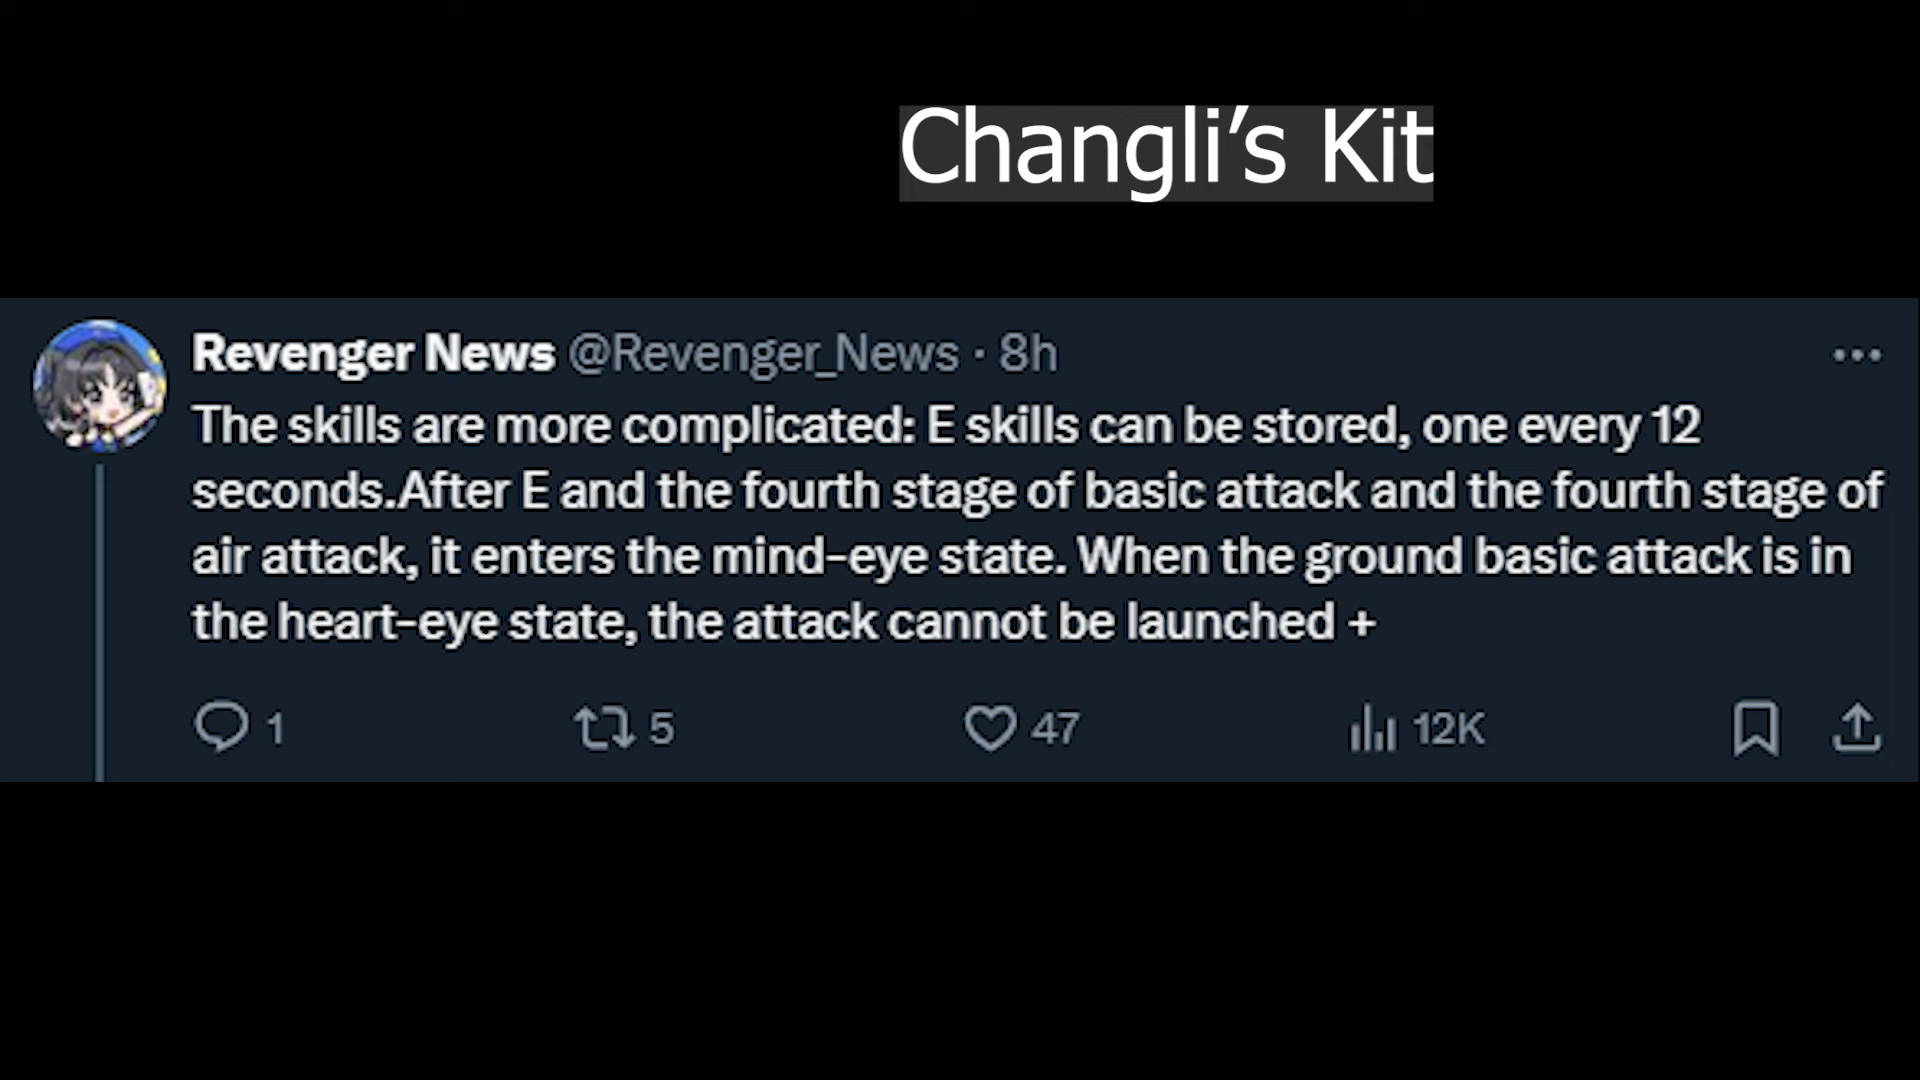 Changli’s Kit
Revenger News @Revenger_News · 8h
The skills are more complicated: E skills can be stored, one every 12
seconds.After E and the fourth stage of basic attack and the fourth stage of
air attack, it enters the mind-eye state. When the ground basic attack is in
the heart-eye state, the attack cannot be launched +
1 5 47 12K